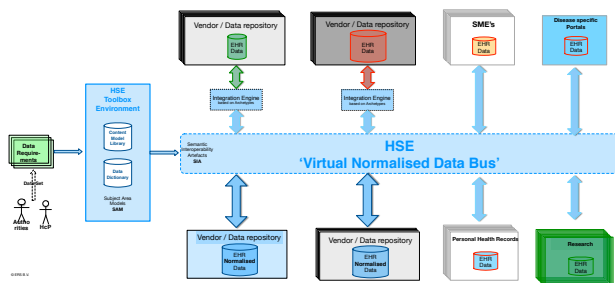 Vendor / Data repository
EHR
Data
Vendor / Data repository
EHR
Data
SME's
EHR
Data
Disease specific
Portals
EHR
Data
HSE
Toolbox
Environment
Content
Model
Library
Data
Dictionary
Subject Area
Models
SAM
Integration Engine
based on Archetypes
Integration Engine
based on Archetypes
Data
Require-
ments
Data Set
Autho
rities
HcP
Semantic
Interoperability
Artefacts
SIA
HSE
'Virtual Normalised Data Bus'
Vendor / Data repository
EHR
Normalised
Data
Vendor / Data repository
EHR
Normalised
Data
Personal Health Records
EHR
Data
Research
EHR
Data